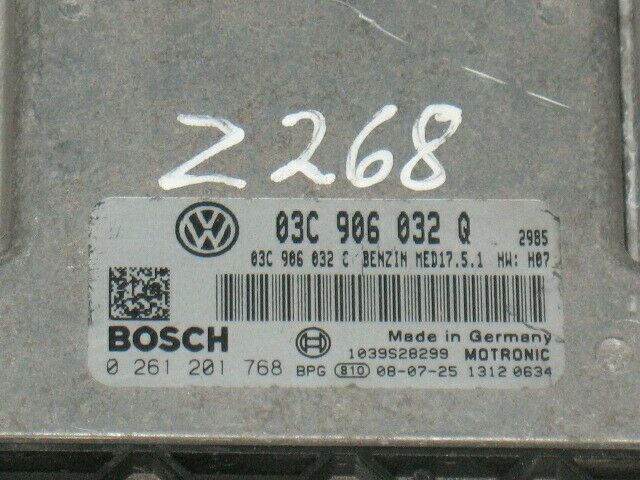 Z268
VW
03C 906 032 Q 2985
03C 906 032 C BENZIN MED17.5.1 HW: H07
BOSCH Made in Germany
1039S28299 MOTRONIC
0 261 201 768 BPG 810 08-07-25 1312 0634